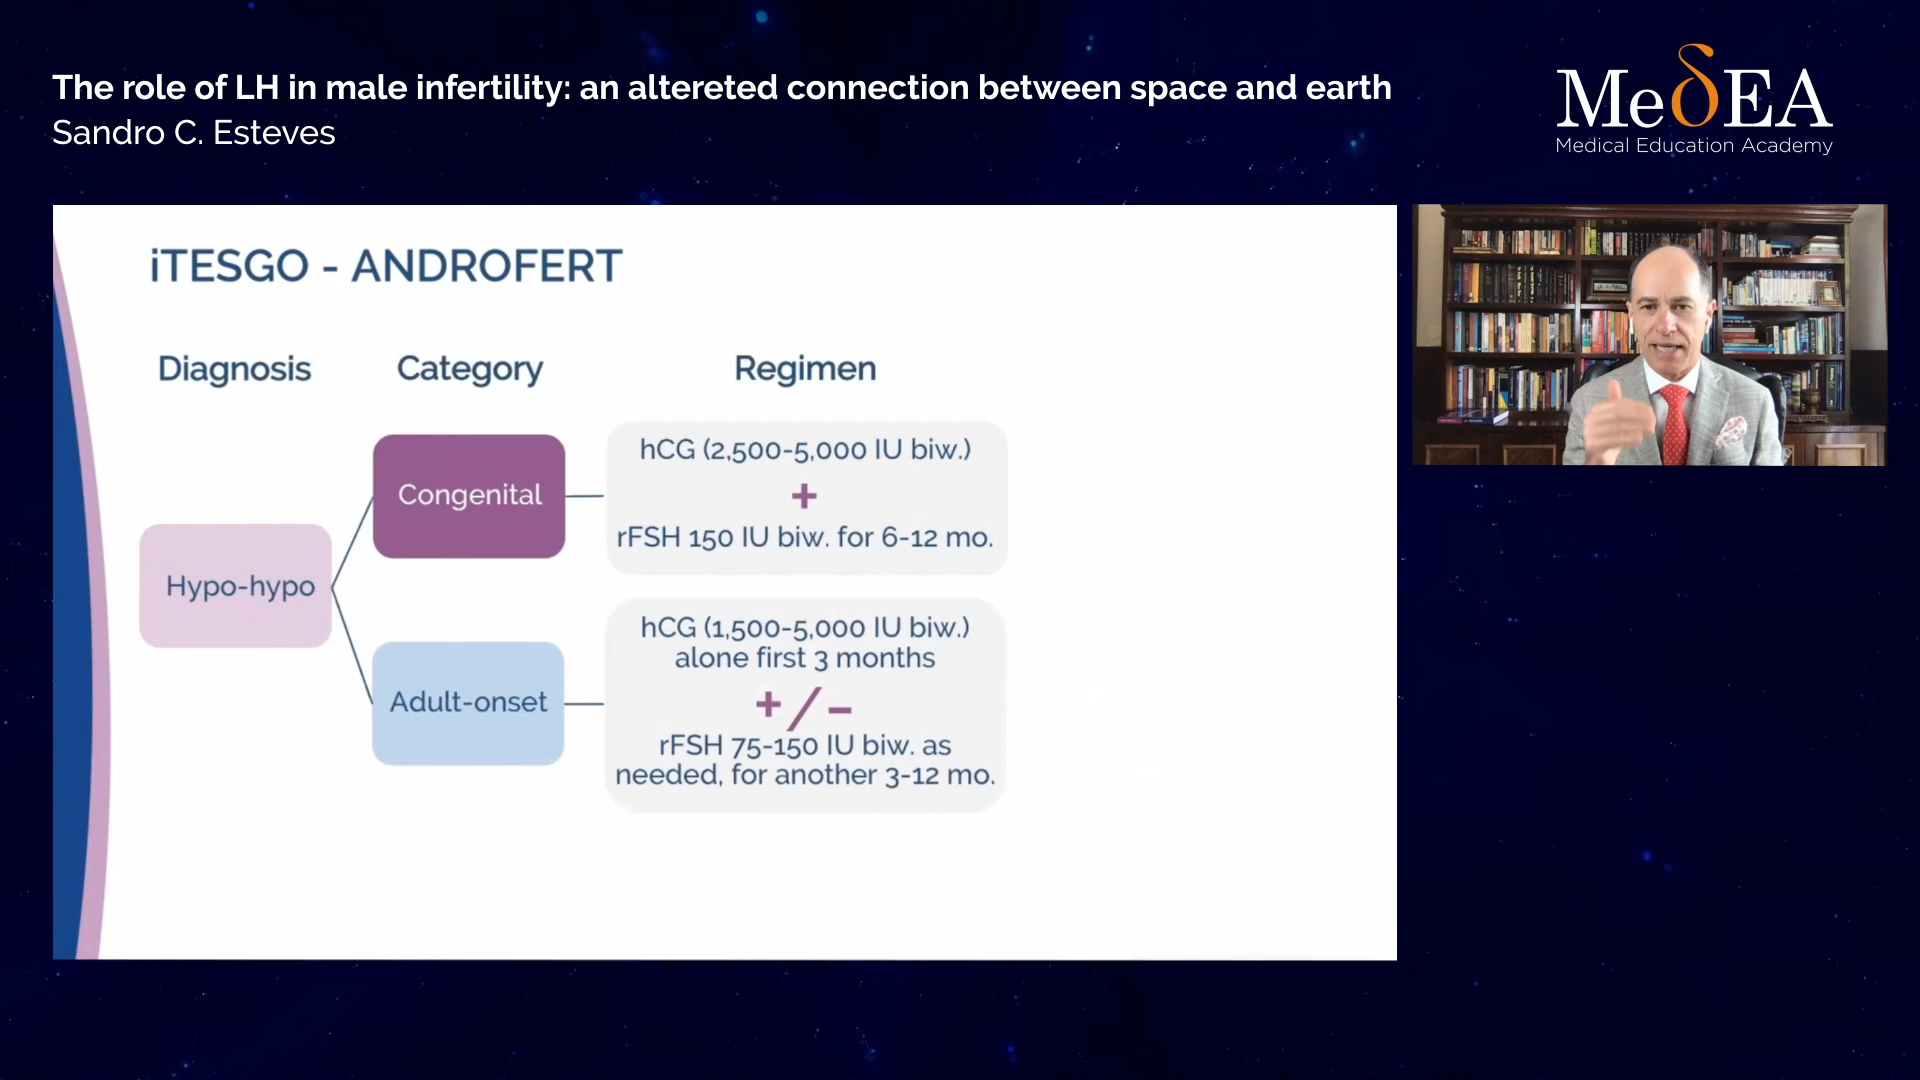 The role of LH in male infertility: an altereted connection between space and earth
Sandro C. Esteves
MeδEA
Medical Education Academy
iTESGO - ANDROFERT
Diagnosis
Category
Regimen
Hypo-hypo
Congenital
hCG (2,500-5,000 IU biw.)
+
rFSH 150 IU biw. for 6-12 mo.
Adult-onset
hCG (1,500-5,000 IU biw.)
alone first 3 months
+/-
rFSH 75-150 IU biw. as
needed, for another 3-12 mo.